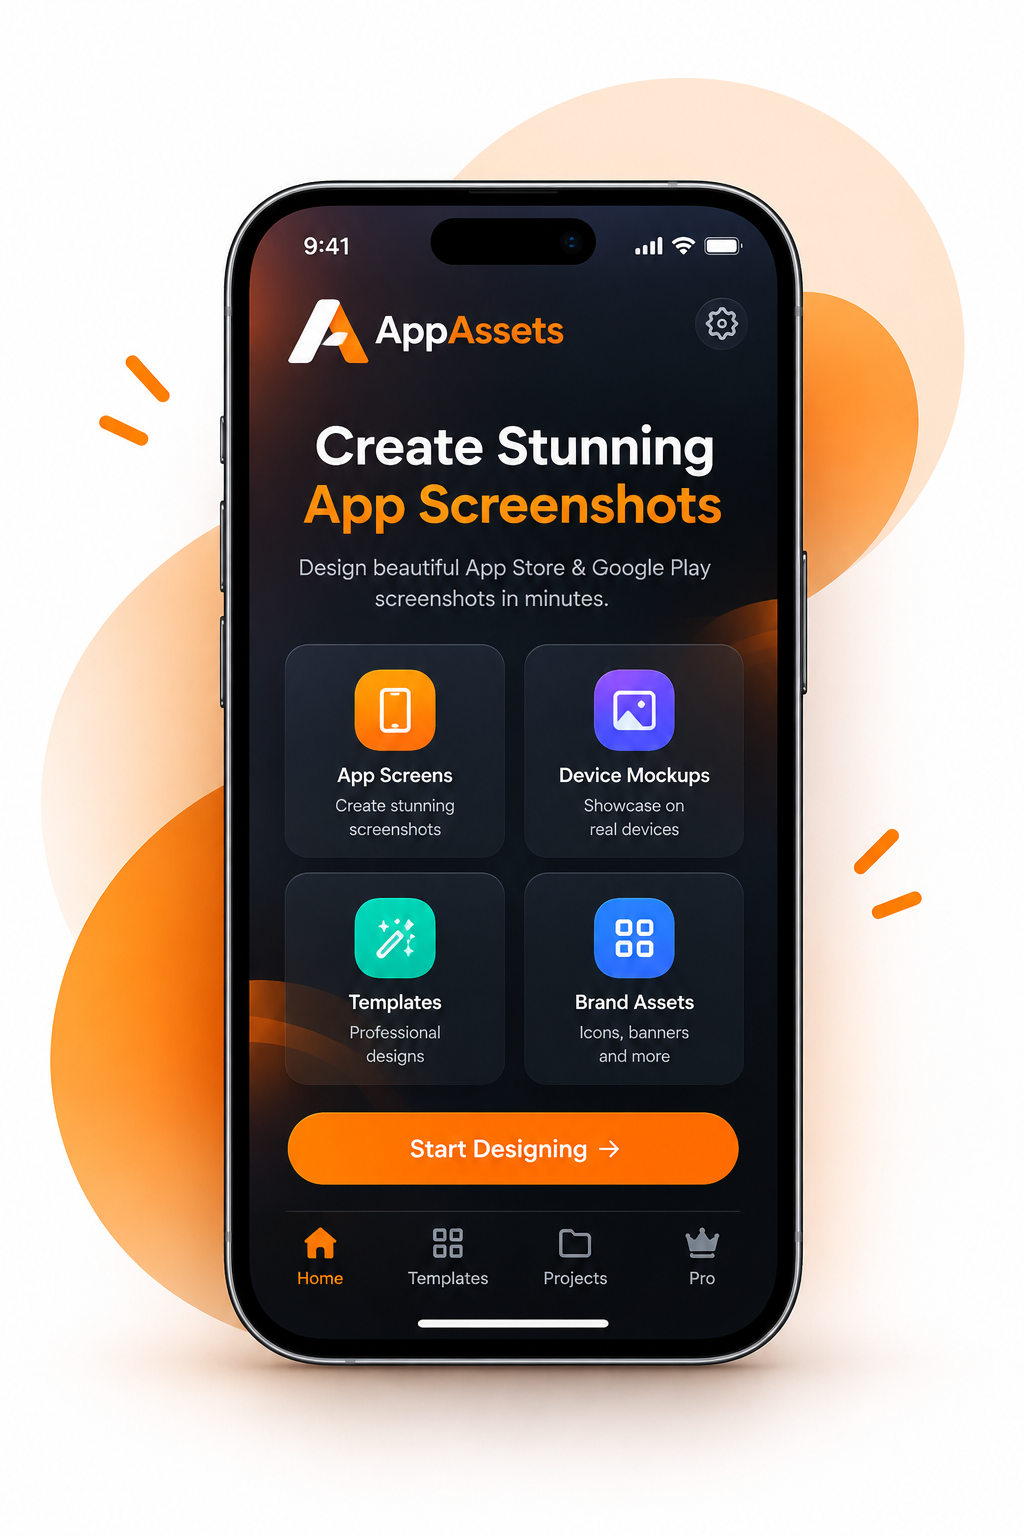 9:41
AppAssets
Create Stunning
App Screenshots
Design beautiful App Store & Google Play
screenshots in minutes.
App Screens
Create stunning
screenshots
Device Mockups
Showcase on
real devices
Templates
Professional
designs
Brand Assets
Icons, banners
and more
Start Designing →
Home
Templates
Projects
Pro